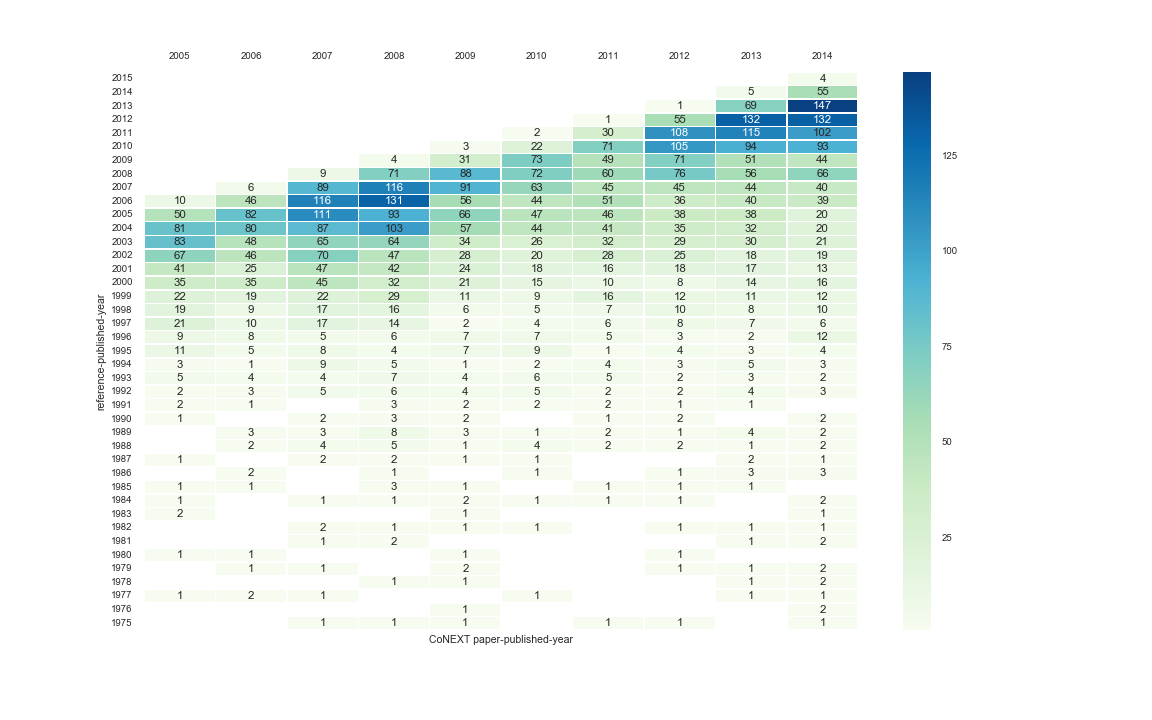 2005 2006 2007 2008 2009 2010 2011 2012 2013 2014
2015 4
2014 5 55
2013 1 69 147
2012 1 55 132 132
2011 2 30 108 115 102
2010 3 22 71 105 94 93
2009 4 31 73 49 71 51 44
2008 9 71 88 72 60 76 56 66
2007 6 89 116 91 63 45 45 44 40
2006 10 46 116 131 56 44 51 36 40 39
2005 50 82 111 93 66 47 46 38 38 20
2004 81 80 87 103 57 44 41 35 32 20
2003 83 48 65 64 34 26 32 29 30 21
2002 67 46 70 47 28 20 28 25 18 19
2001 41 25 47 42 24 18 16 18 17 13
2000 35 35 45 32 21 15 10 8 14 16
1999 22 19 22 29 11 9 16 12 11 12
1998 19 9 17 16 6 5 7 10 8 10
1997 21 10 17 14 2 4 6 8 7 6
1996 9 8 5 6 7 7 5 3 2 12
1995 11 5 8 4 7 9 1 4 3 4
1994 3 1 9 5 1 2 4 3 5 3
1993 5 4 4 7 4 6 5 2 3 2
1992 2 3 5 6 4 5 2 2 4 3
1991 2 1 3 2 2 2 1 1
1990 1 2 3 2 1 2 2
1989 3 3 8 3 1 2 1 4 2
1988 2 4 5 1 4 2 2 1 2
1987 1 2 2 1 1 2 1
1986 2 1 1 1 3 3
1985 1 1 3 1 1 1 1
1984 1 1 1 2 1 1 1 2
1983 2 1 1
1982 2 1 1 1 1 1 1
1981 1 2 1 2
1980 1 1 1 1
1979 1 1 2 1 1 2
1978 1 1 1 2
1977 1 2 1 1 1 1
1976 1 2
1975 1 1 1 1 1 1
reference-published-year
CoNEXT paper-published-year
125
100
75
50
25